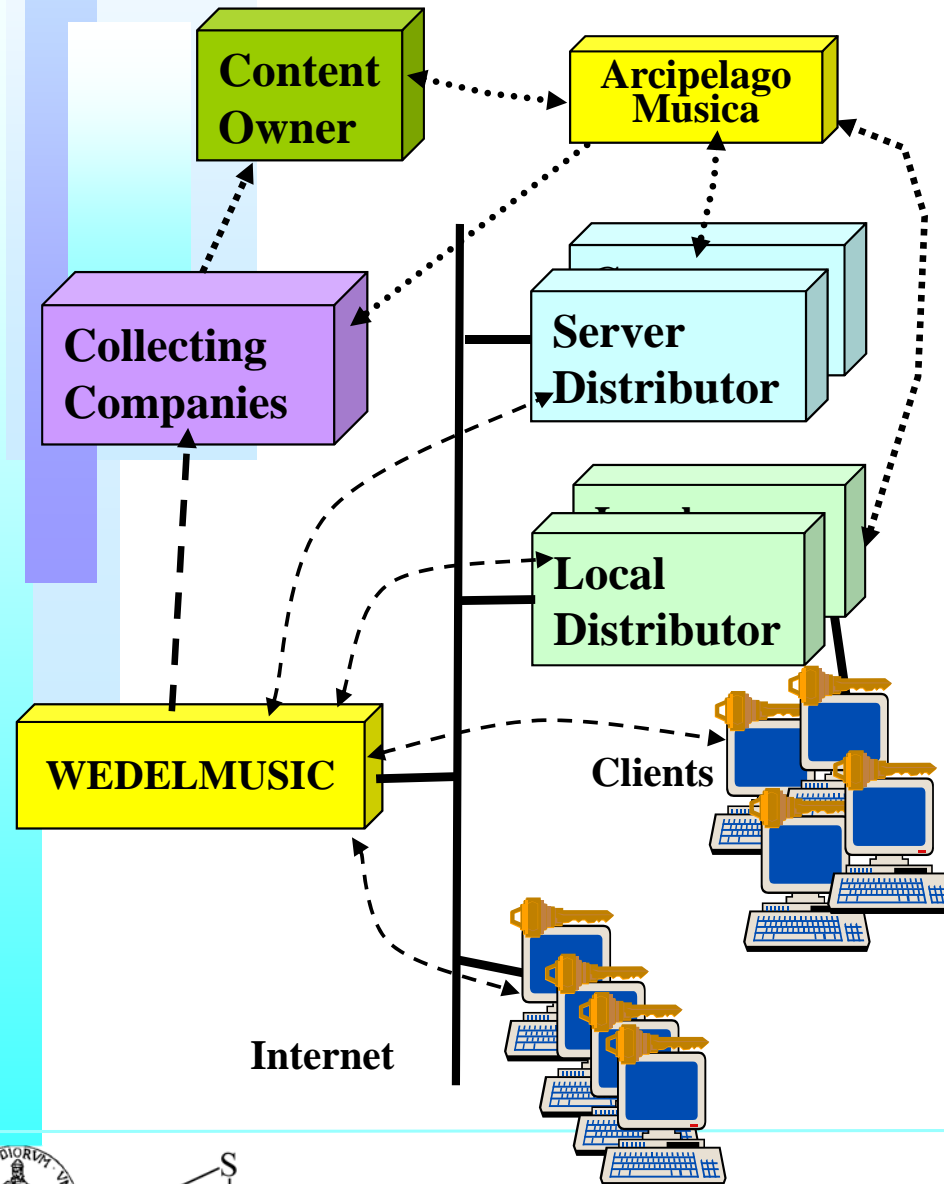 Content
Owner
Arcipelago
Musica
Collecting
Companies
Server
Distributor
Local
Distributor
WEDELMUSIC
Clients
Internet
S